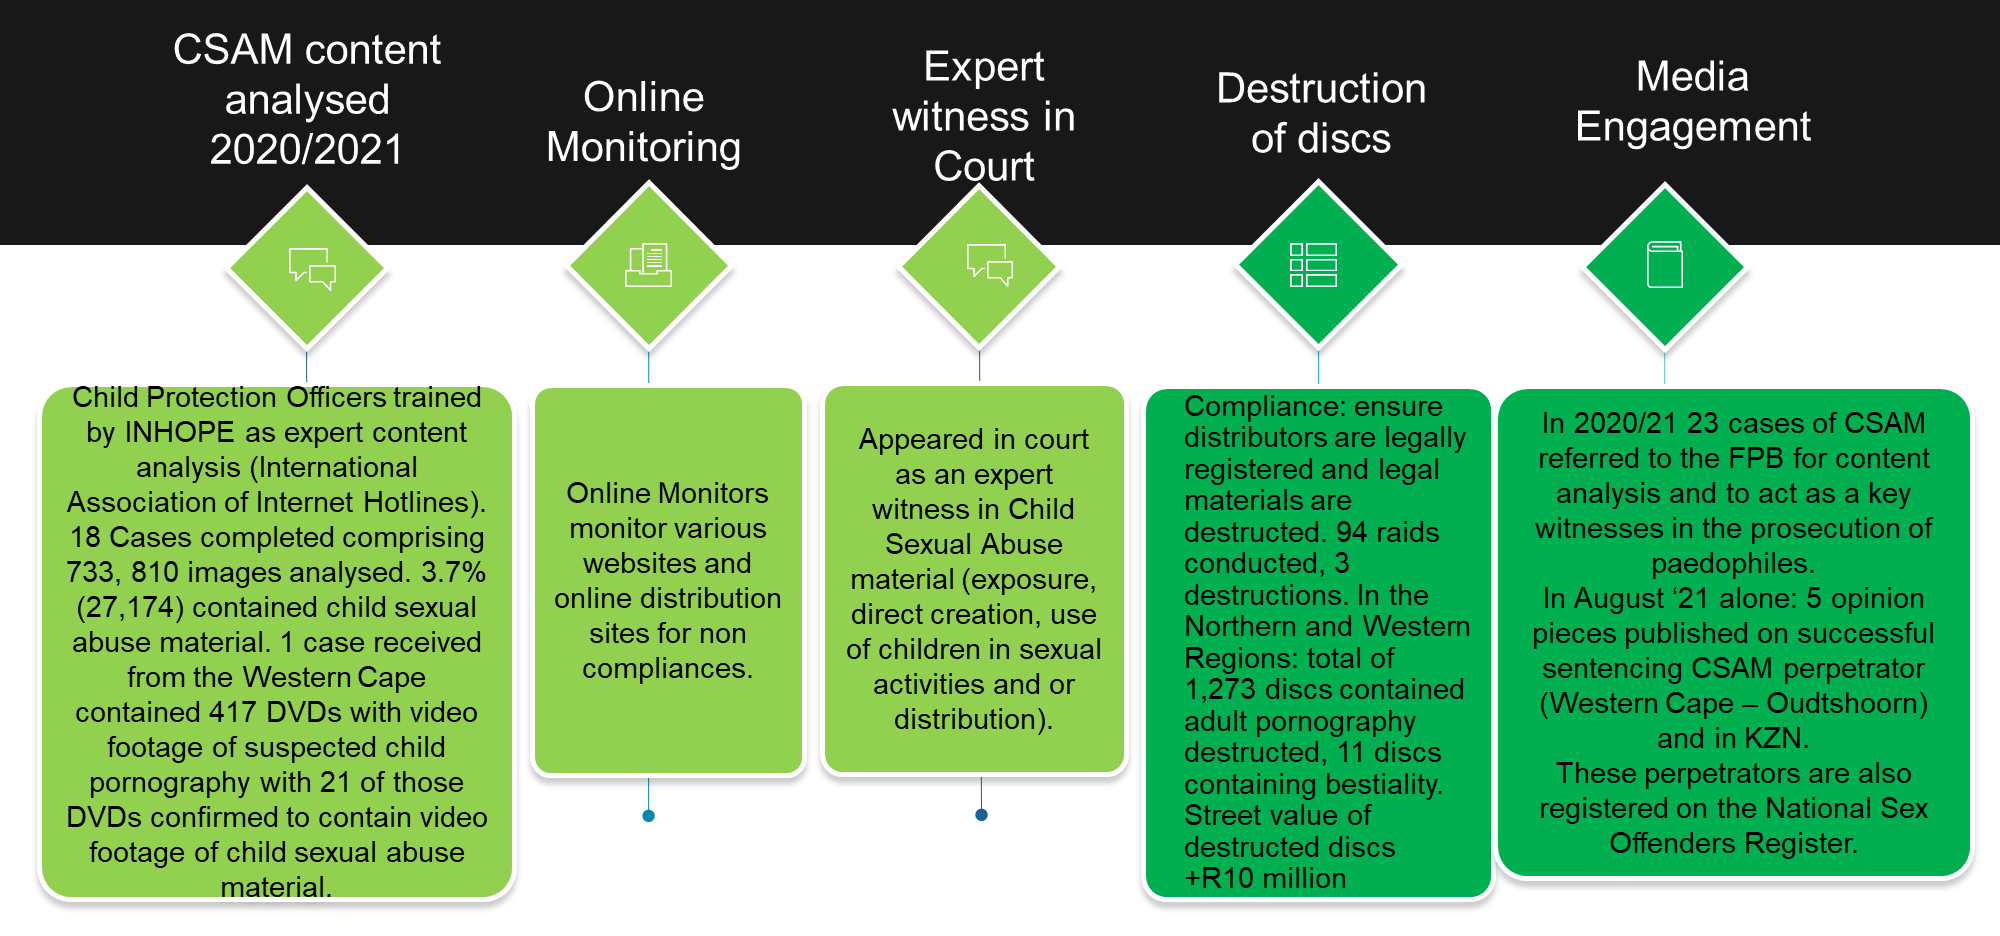 CSAM content
analysed
2020/2021
Online
Monitoring
Expert
witness in
Court
Destruction
of discs
Media
Engagement
Child Protection Officers trained
by INHOPE as expert content
analysis (International
Association of Internet Hotlines).
18 Cases completed comprising
733, 810 images analysed. 3.7%
(27,174) contained child sexual
abuse material. 1 case received
from the Western Cape
contained 417 DVDs with video
footage of suspected child
pornography with 21 of those
DVDs confirmed to contain video
footage of child sexual abuse
material.
Online Monitors
monitor various
websites and
online distribution
sites for non
compliances.
Appeared in court
as an expert
witness in Child
Sexual Abuse
material (exposure,
direct creation, use
of children in sexual
activities and or
distribution).
Compliance: ensure
distributors are legally
registered and legal
materials are
destructed. 94 raids
conducted, 3
destructions. In the
Northern and Western
Regions: total of
1,273 discs contained
adult pornography
destructed, 11 discs
containing bestiality.
Street value of
destructed discs
+R10 million
In 2020/21 23 cases of CSAM
referred to the FPB for content
analysis and to act as a key
witnesses in the prosecution of
paedophiles.
In August ‘21 alone: 5 opinion
pieces published on successful
sentencing CSAM perpetrator
(Western Cape – Oudtshoorn)
and in KZN.
These perpetrators are also
registered on the National Sex
Offenders Register.